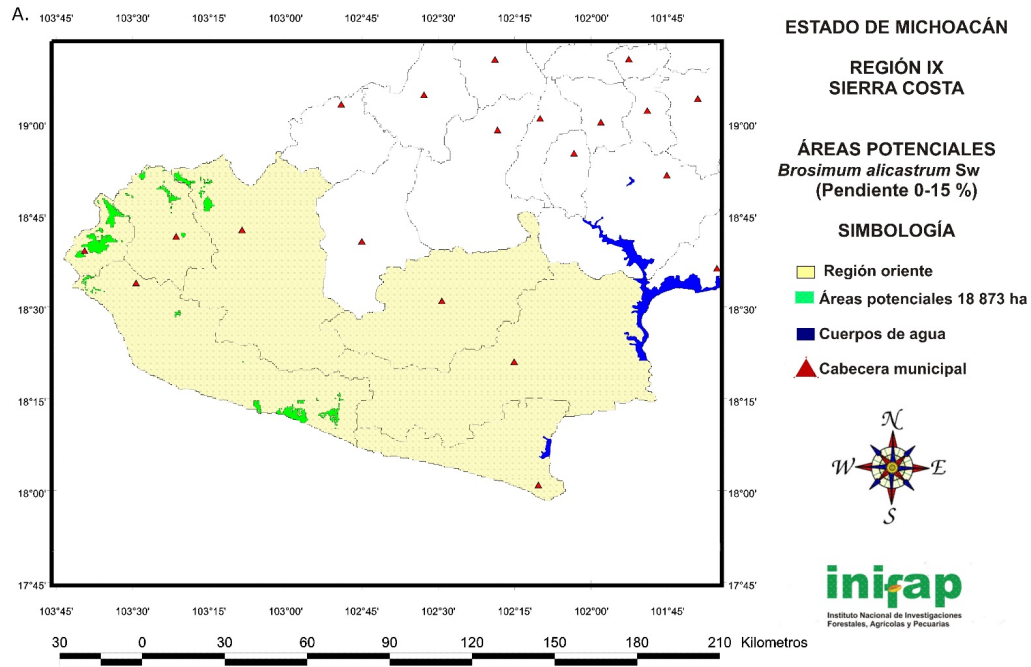 A.
103°45' 103°30' 103°15' 103°00' 102°45' 102°30' 102°15' 102°00' 101°45'
ESTADO DE MICHOACÁN
REGIÓN IX
SIERRA COSTA
ÁREAS POTENCIALES
Brosimum alicastrum Sw
(Pendiente 0-15 %)
SIMBOLOGÍA
Región oriente
Áreas potenciales 18 873 ha
Cuerpos de agua
Cabecera municipal
19°00' 19°00'
18°45' 18°45'
18°30' 18°30'
18°15' 18°15'
18°00' 18°00'
17°45' 17°45'
N
W E
S
inifap
Instituto Nacional de Investigaciones
Forestales, Agrícolas y Pecuarias
103°45' 103°30' 103°15' 103°00' 102°45' 102°30' 102°15' 102°00' 101°45'
30 0 30 60 90 120 150 180 210 Kilometros